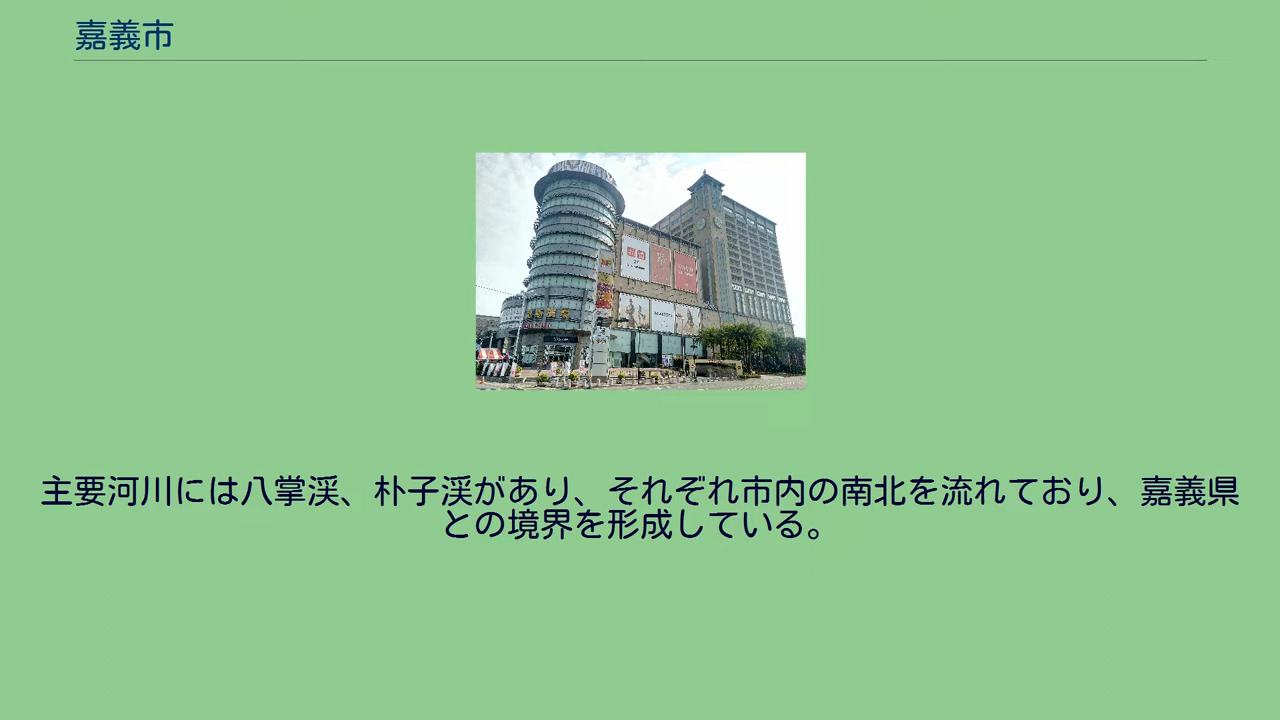 嘉義市
主要河川には八掌渓、朴子渓があり、それぞれ市内の南北を流れており、嘉義県
との境界を形成している。